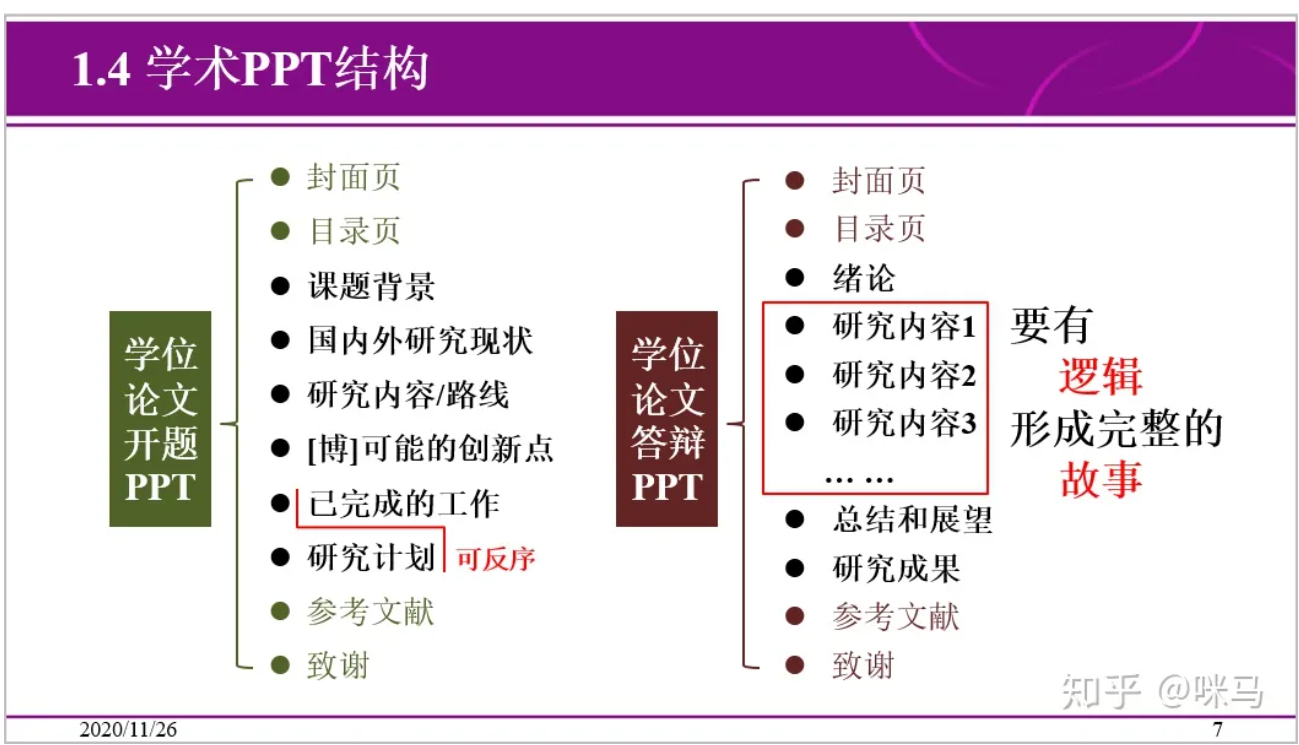 1.4 学术PPT结构
学位
论文
开题
PPT
封面页
目录页
课题背景
国内外研究现状
研究内容/路线
[博]可能的创新点
已完成的工作
研究计划
可反序
参考文献
致谢
学位
论文
答辩
PPT
封面页
目录页
绪论
研究内容1
研究内容2
研究内容3
... ...
总结和展望
研究成果
参考文献
致谢
要有
逻辑
形成完整的
故事
知乎 @咪马
2020/11/26
7